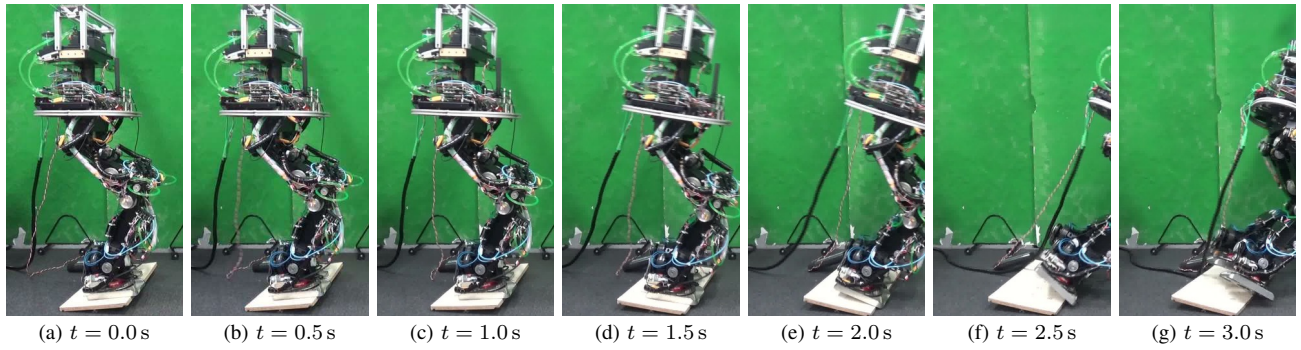 (a) t = 0.0 s (b) t = 0.5 s (c) t = 1.0 s (d) t = 1.5 s (e) t = 2.0 s (f) t = 2.5 s (g) t = 3.0 s